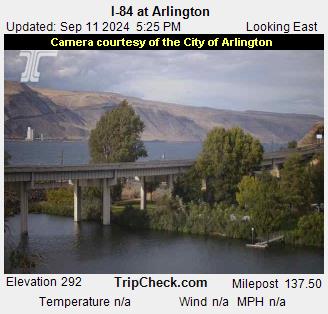 I-84 at Arlington
Updated: Sep 11 2024 5:25 PM Looking East
Camera courtesy of the City of Arlington
Elevation 292 TripCheck.com Milepost 137.50
Temperature n/a Wind n/a MPH n/a